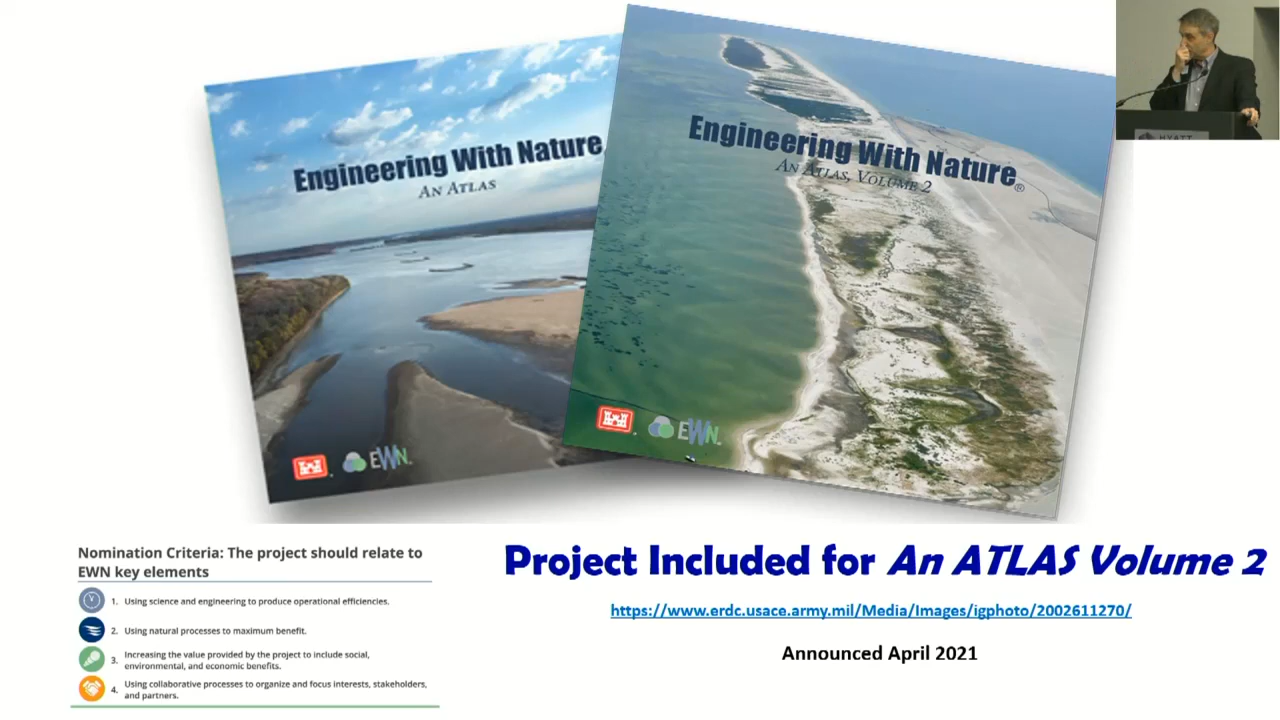 Engineering With Nature
AN ATLAS
EWN
Engineering With Nature®
AN ATLAS, VOLUME 2
EWN
HYATT
Nomination Criteria: The project should relate to
EWN key elements
1. Using science and engineering to produce operational efficiencies.
2. Using natural processes to maximum benefit.
3. Increasing the value provided by the project to include social,
environmental, and economic benefits.
4. Using collaborative processes to organize and focus interests, stakeholders,
and partners.
Project Included for An ATLAS Volume 2
https://www.erdc.usace.army.mil/Media/Images/igphoto/2002611270/
Announced April 2021